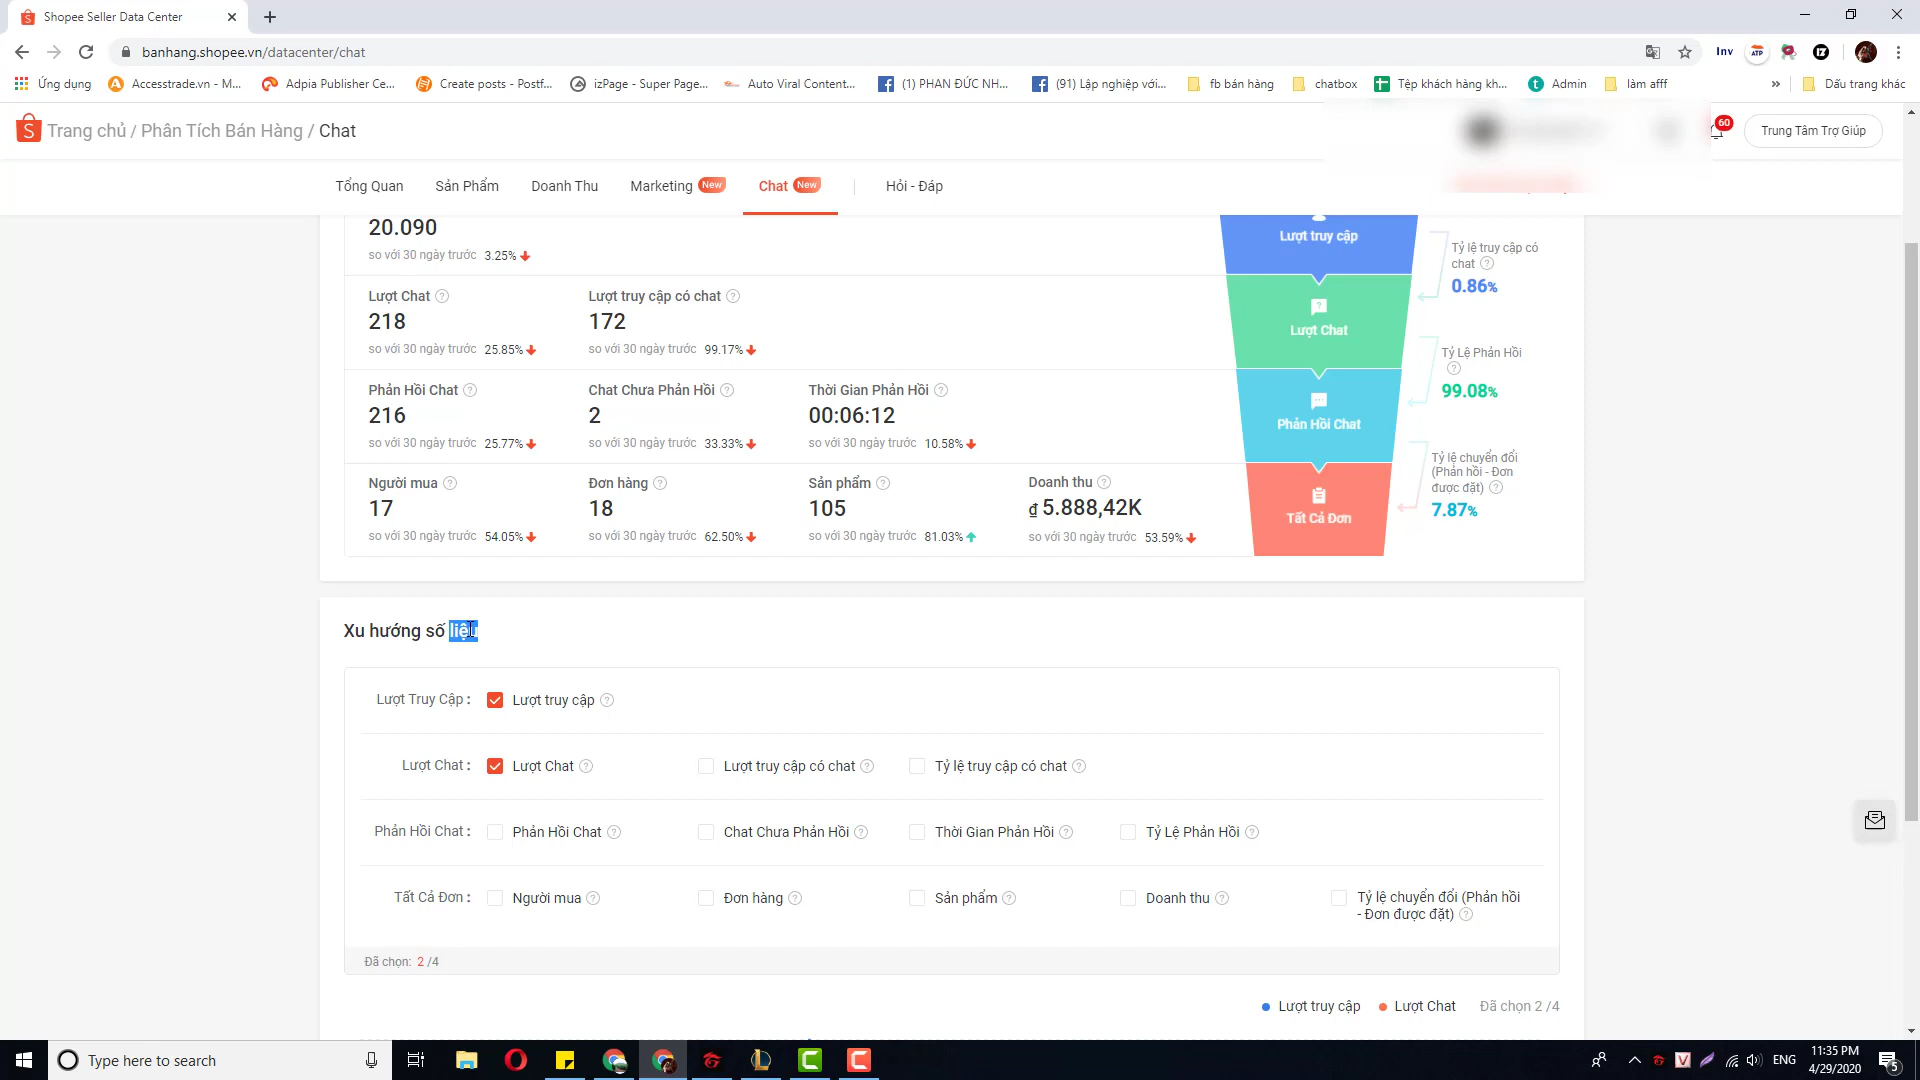 Shopee Seller Data Center
banhang.shopee.vn/datacenter/chat
Inv
ATP
Ứng dụng
Accesstrade.vn - M...
Adpia Publisher Ce...
Create posts - Postf...
izPage - Super Page...
Auto Viral Content...
(1) PHAN ĐỨC NH...
(91) Lập nghiệp với...
fb bán hàng
chatbox
Tệp khách hàng kh...
Admin
làm afff
»
Dấu trang khác
Trang chủ / Phân Tích Bán Hàng / Chat
60
Trung Tâm Trợ Giúp
Tổng Quan
Sản Phẩm
Doanh Thu
Marketing New
Chat New
Hỏi - Đáp
20.090
so với 30 ngày trước 3.25%
Lượt Chat
218
so với 30 ngày trước 25.85%
Lượt truy cập có chat
172
so với 30 ngày trước 99.17%
Phản Hồi Chat
216
so với 30 ngày trước 25.77%
Chat Chưa Phản Hồi
2
so với 30 ngày trước 33.33%
Thời Gian Phản Hồi
00:06:12
so với 30 ngày trước 10.58%
Người mua
17
so với 30 ngày trước 54.05%
Đơn hàng
18
so với 30 ngày trước 62.50%
Sản phẩm
105
so với 30 ngày trước 81.03%
Doanh thu
₫ 5.888,42K
so với 30 ngày trước 53.59%
Lượt truy cập
Lượt Chat
Phản Hồi Chat
Tất Cả Đơn
Tỷ lệ truy cập có
chat
0.86%
Tỷ Lệ Phản Hồi
99.08%
Tỷ lệ chuyển đổi
(Phản hồi - Đơn
được đặt)
7.87%
Xu hướng số liệu
Lượt Truy Cập :
Lượt truy cập
Lượt Chat :
Lượt Chat
Lượt truy cập có chat
Tỷ lệ truy cập có chat
Phản Hồi Chat :
Phản Hồi Chat
Chat Chưa Phản Hồi
Thời Gian Phản Hồi
Tỷ Lệ Phản Hồi
Tất Cả Đơn :
Người mua
Đơn hàng
Sản phẩm
Doanh thu
Tỷ lệ chuyển đổi (Phản hồi
- Đơn được đặt)
Đã chọn: 2 /4
Lượt truy cập
Lượt Chat
Đã chọn 2 /4
Type here to search
ENG
11:35 PM
4/29/2020
5